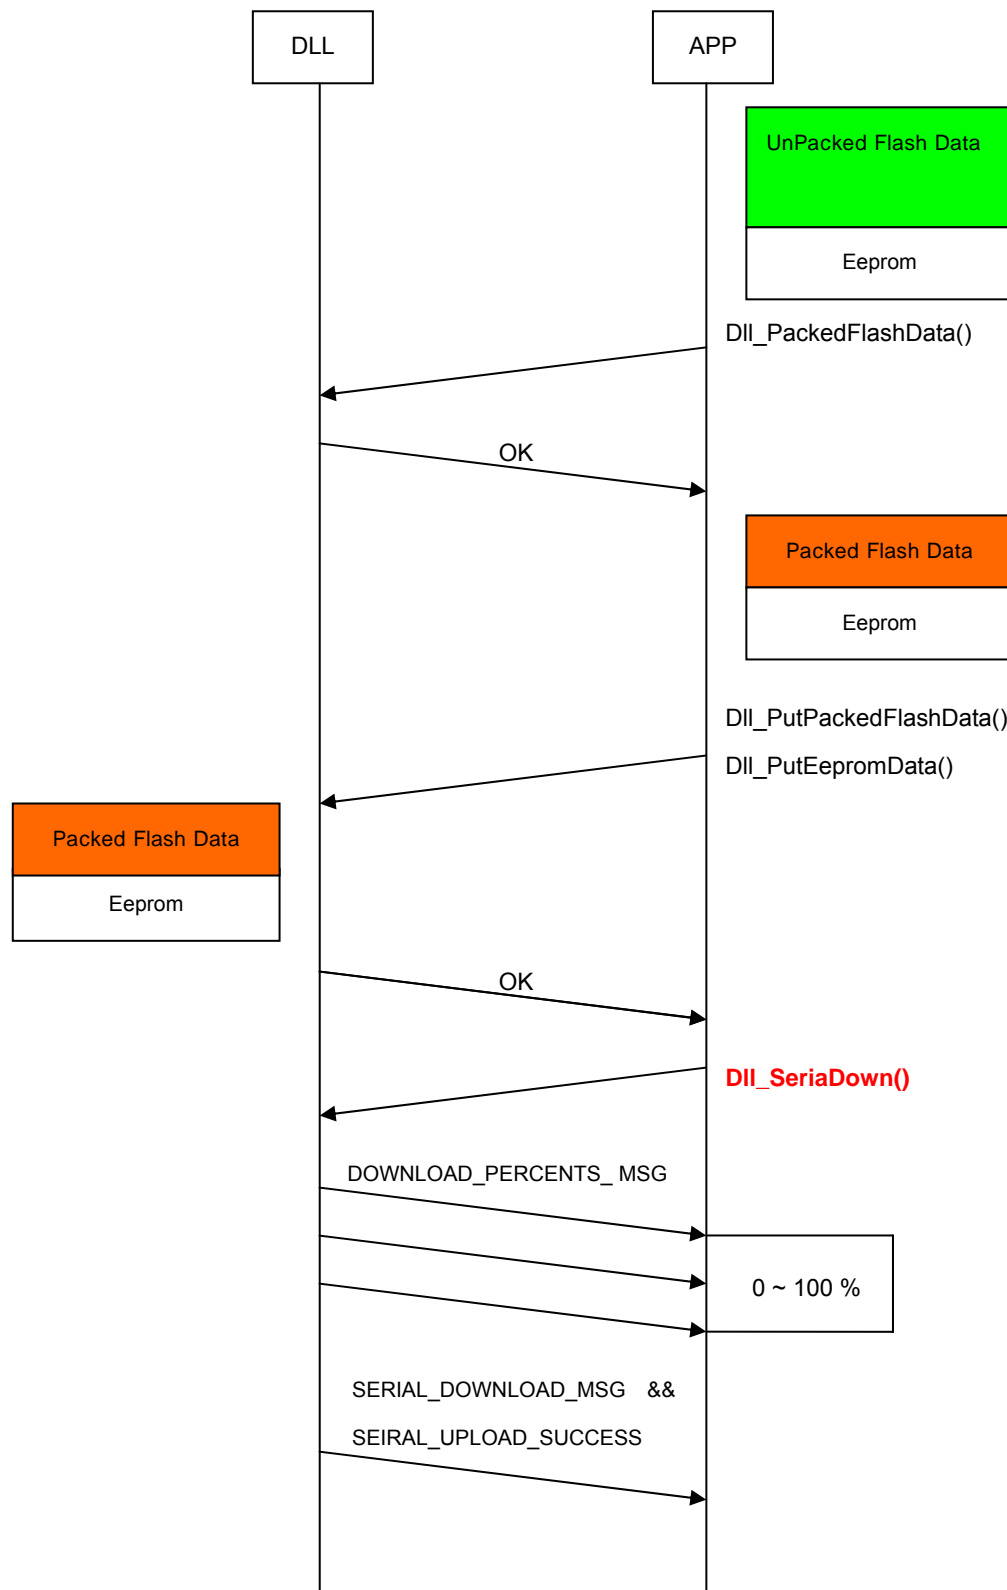 DLL
APP
UnPacked Flash Data
Eeprom
Dll_PackedFlashData()
OK
Packed Flash Data
Eeprom
Dll_PutPackedFlashData()
Dll_PutEepromData()
Packed Flash Data
Eeprom
OK
Dll_SeriaDown()
DOWNLOAD_PERCENTS_ MSG
0 ~ 100 %
SERIAL_DOWNLOAD_MSG &&
SEIRAL_UPLOAD_SUCCESS